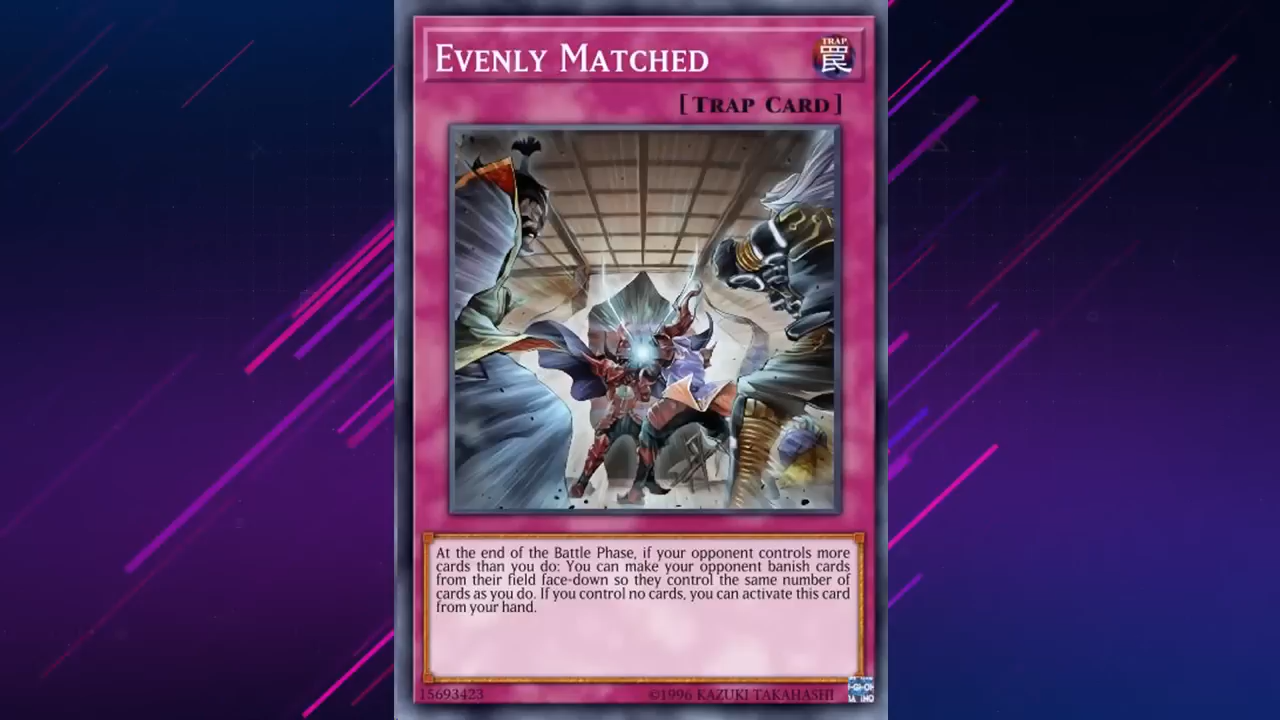 Evenly Matched
TRAP
罠
[Trap Card]
At the end of the Battle Phase, if your opponent controls more
cards than you do: You can make your opponent banish cards
from their field face-down so they control the same number of
cards as you do. If you control no cards, you can activate this card
from your hand.
15693423 ©1996 KAZUKI TAKAHASHI